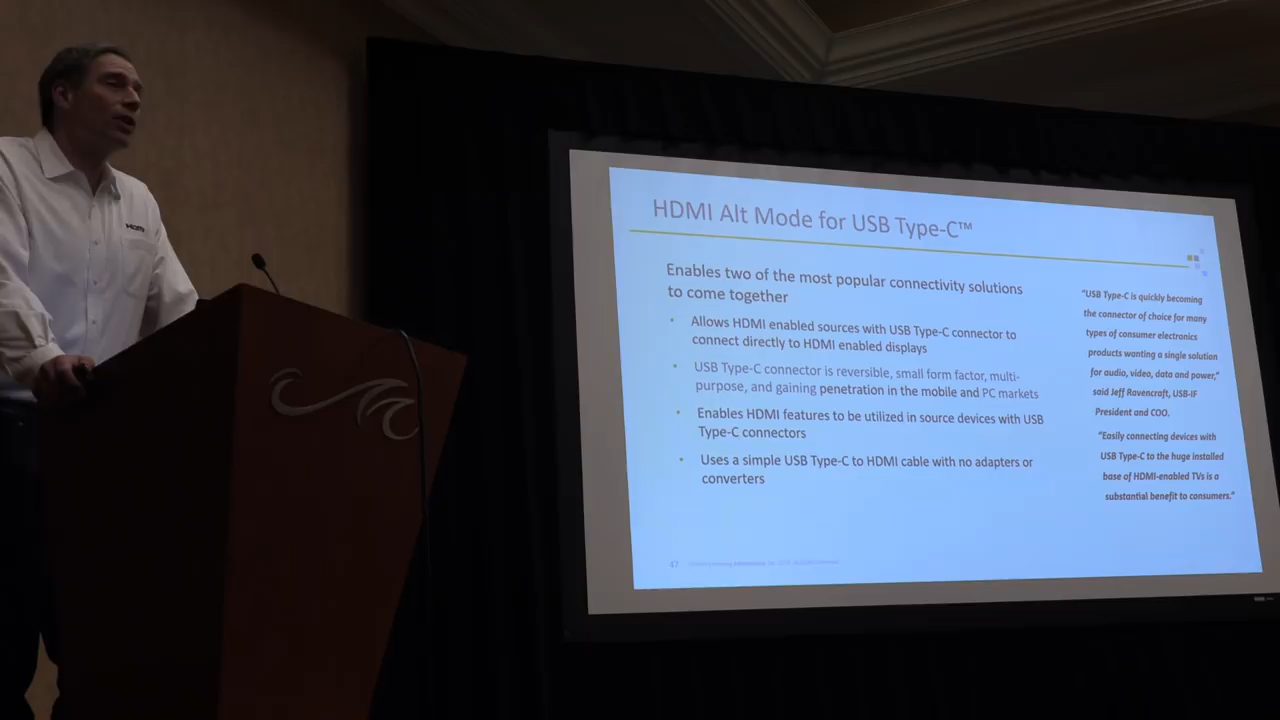 HDMI
HDMI Alt Mode for USB Type-C™
Enables two of the most popular connectivity solutions
to come together
• Allows HDMI enabled sources with USB Type-C connector to
connect directly to HDMI enabled displays
• USB Type-C connector is reversible, small form factor, multi-
purpose, and gaining penetration in the mobile and PC markets
• Enables HDMI features to be utilized in source devices with USB
Type-C connectors
• Uses a simple USB Type-C to HDMI cable with no adapters or
converters
"USB Type-C is quickly becoming
the connector of choice for many
types of consumer electronics
products wanting a single solution
for audio, video, data and power,"
said Jeff Ravencraft, USB-IF
President and COO.
"Easily connecting devices with
USB Type-C to the huge installed
base of HDMI-enabled TVs is a
substantial benefit to consumers."
47